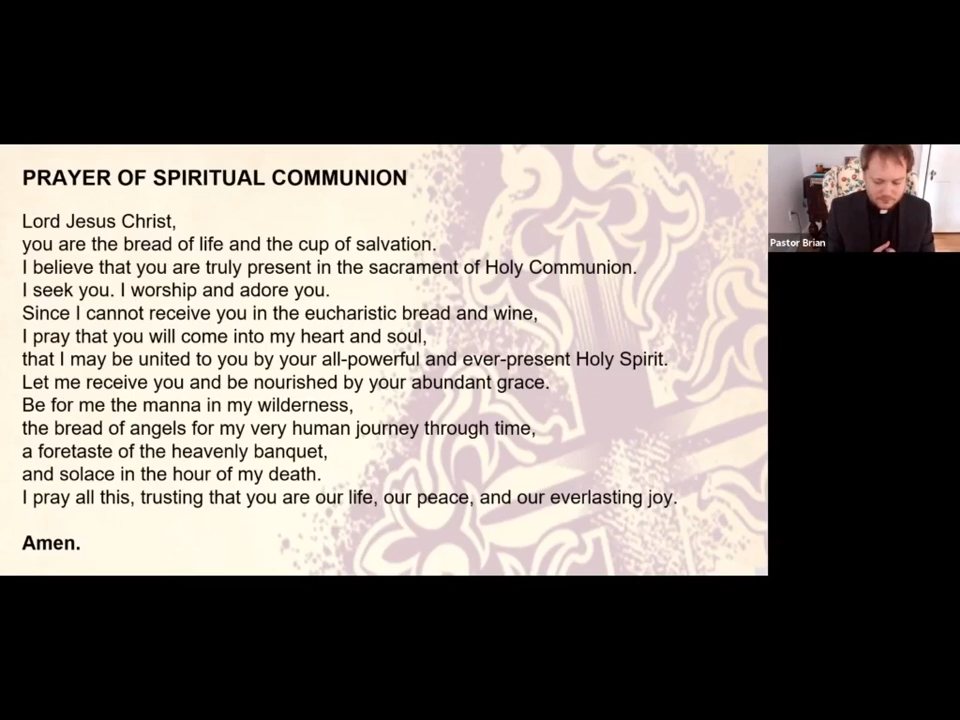 PRAYER OF SPIRITUAL COMMUNION
Lord Jesus Christ,
you are the bread of life and the cup of salvation.
I believe that you are truly present in the sacrament of Holy Communion.
I seek you. I worship and adore you.
Since I cannot receive you in the eucharistic bread and wine,
I pray that you will come into my heart and soul,
that I may be united to you by your all-powerful and ever-present Holy Spirit.
Let me receive you and be nourished by your abundant grace.
Be for me the manna in my wilderness,
the bread of angels for my very human journey through time,
a foretaste of the heavenly banquet,
and solace in the hour of my death.
I pray all this, trusting that you are our life, our peace, and our everlasting joy.
Amen.
Pastor Brian